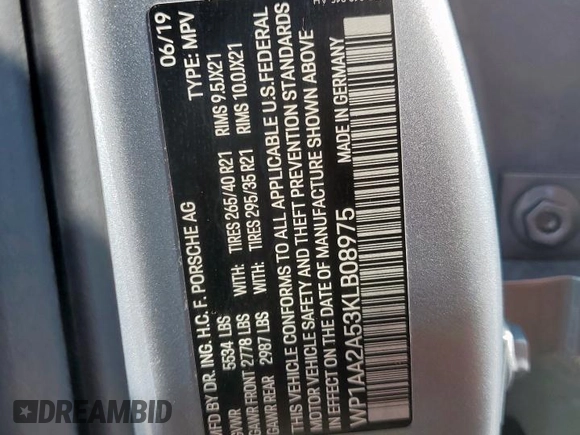 06/19
TYPE: MPV
MFD BY DR. ING. H.C. F. PORSCHE AG
GVWR 5534 LBS
GAWR FRONT 2778 LBS WITH: TIRES 265/40 R21 RIMS 9.5JX21
GAWR REAR 2987 LBS WITH: TIRES 295/35 R21 RIMS 10.0JX21
THIS VEHICLE CONFORMS TO ALL APPLICABLE U.S. FEDERAL
MOTOR VEHICLE SAFETY AND THEFT PREVENTION STANDARDS
IN EFFECT ON THE DATE OF MANUFACTURE SHOWN ABOVE
WP1AA2A53KLB08975 MADE IN GERMANY
DREAMBID